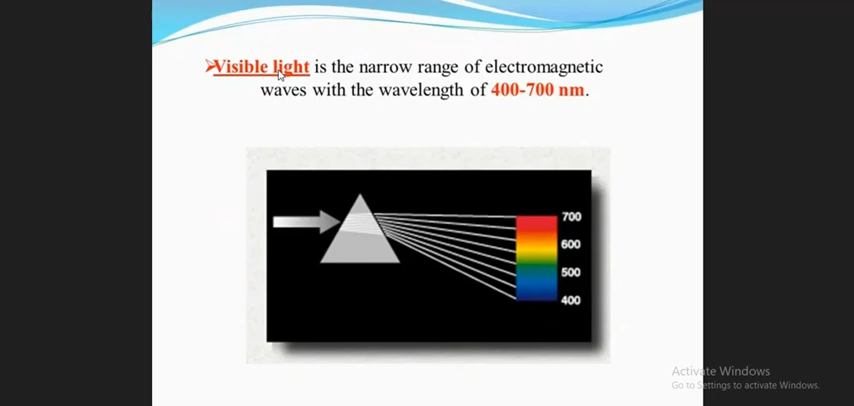 ➢Visible light is the narrow range of electromagnetic
waves with the wavelength of 400-700 nm.
700
600
500
400
Activate Windows
Go to Settings to activate Windows.